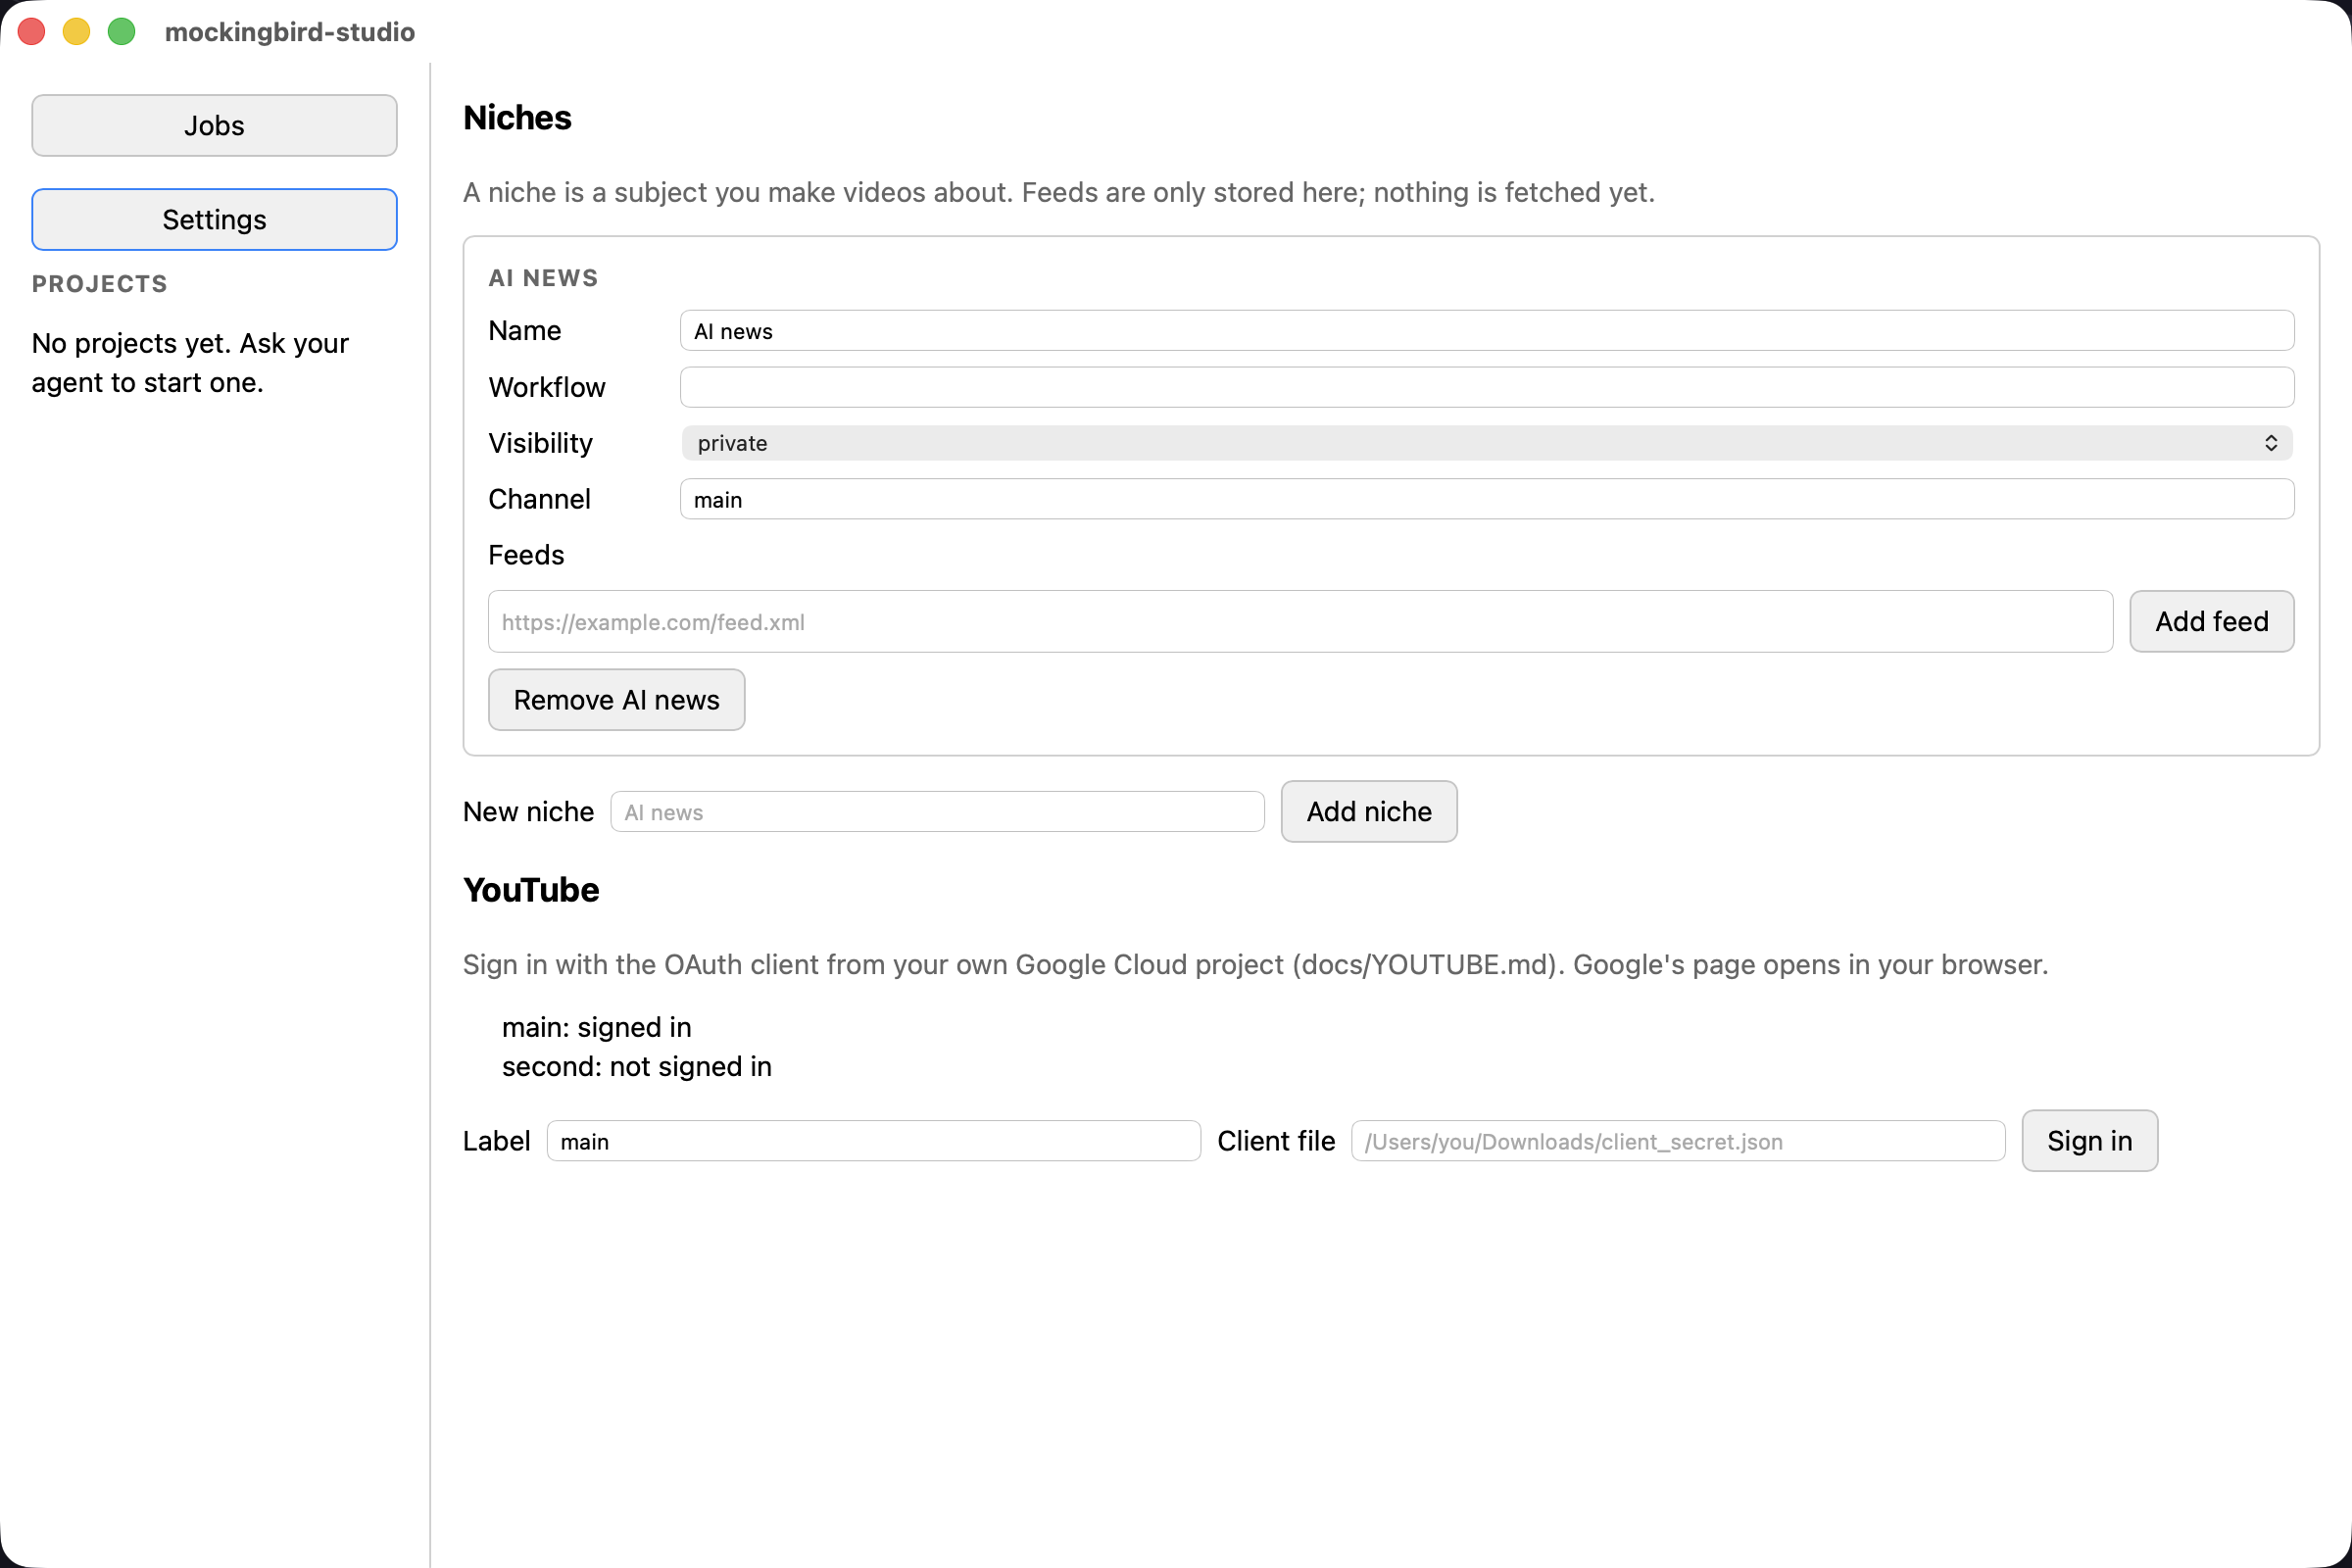 mockingbird-studio
Jobs
Settings
PROJECTS
No projects yet. Ask your
agent to start one.
Niches
A niche is a subject you make videos about. Feeds are only stored here; nothing is fetched yet.
AI NEWS
Name
AI news
Workflow
Visibility
private
Channel
main
Feeds
https://example.com/feed.xml
Add feed
Remove AI news
New niche
AI news
Add niche
YouTube
Sign in with the OAuth client from your own Google Cloud project (docs/YOUTUBE.md). Google's page opens in your browser.
main: signed in
second: not signed in
Label
main
Client file
/Users/you/Downloads/client_secret.json
Sign in